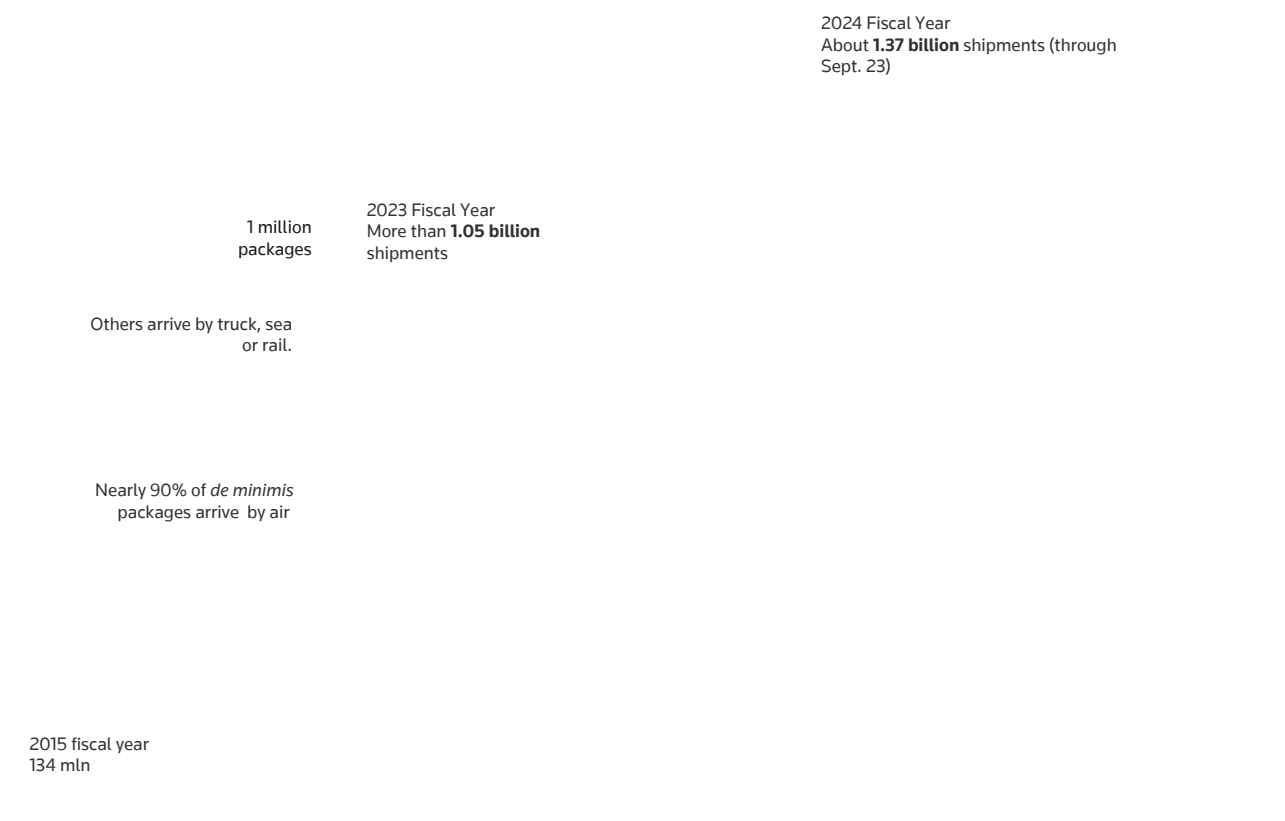 2024 Fiscal Year
About 1.37 billion shipments (through
Sept. 23)
2023 Fiscal Year
More than 1.05 billion
shipments
1 million
packages
Others arrive by truck, sea
or rail.
Nearly 90% of de minimis
packages arrive by air
2015 fiscal year
134 mln